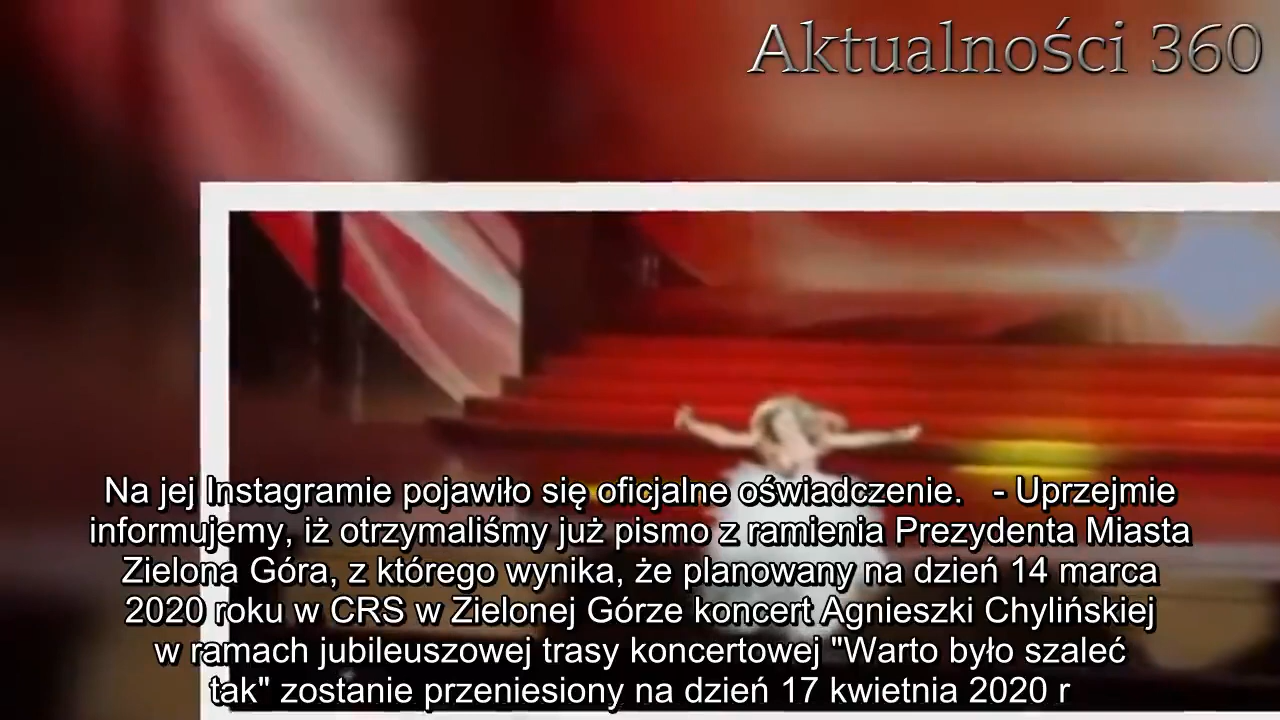 Aktualności 360
Na jej Instagramie pojawiło się oficjalne oświadczenie.   - Uprzejmie
informujemy, iż otrzymaliśmy już pismo z ramienia Prezydenta Miasta
Zielona Góra, z którego wynika, że planowany na dzień 14 marca
2020 roku w CRS w Zielonej Górze koncert Agnieszki Chylińskiej
w ramach jubileuszowej trasy koncertowej "Warto było szaleć
tak" zostanie przeniesiony na dzień 17 kwietnia 2020 r